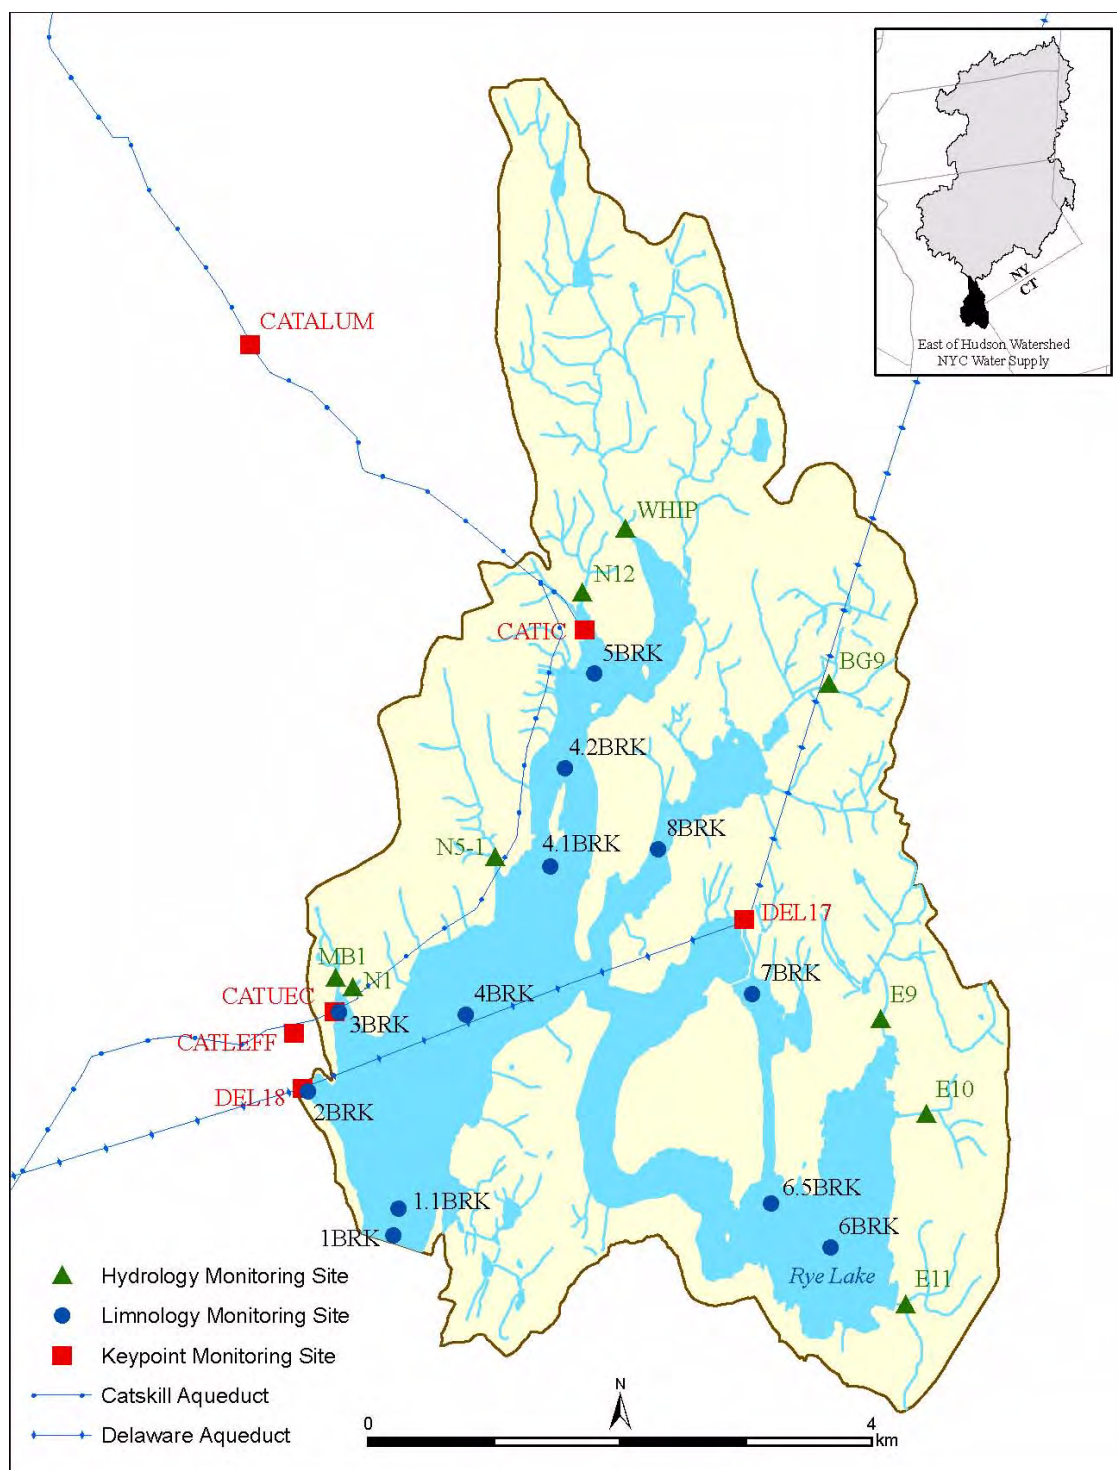 NY
CT
East of Hudson Watershed
NYC Water Supply
CATALUM
WHIP
N12
CATIC
5BRK
BG9
4.2BRK
8BRK
4.1BRK
N5-1
DEL17
MB1
N1
7BRK
CATUEC
3BRK
4BRK
E9
CATLEFF
DEL18
2BRK
E10
6.5BRK
1.1BRK
6BRK
1BRK
Rye Lake
E11
Hydrology Monitoring Site
Limnology Monitoring Site
Keypoint Monitoring Site
Catskill Aqueduct
Delaware Aqueduct
N
0 4
km